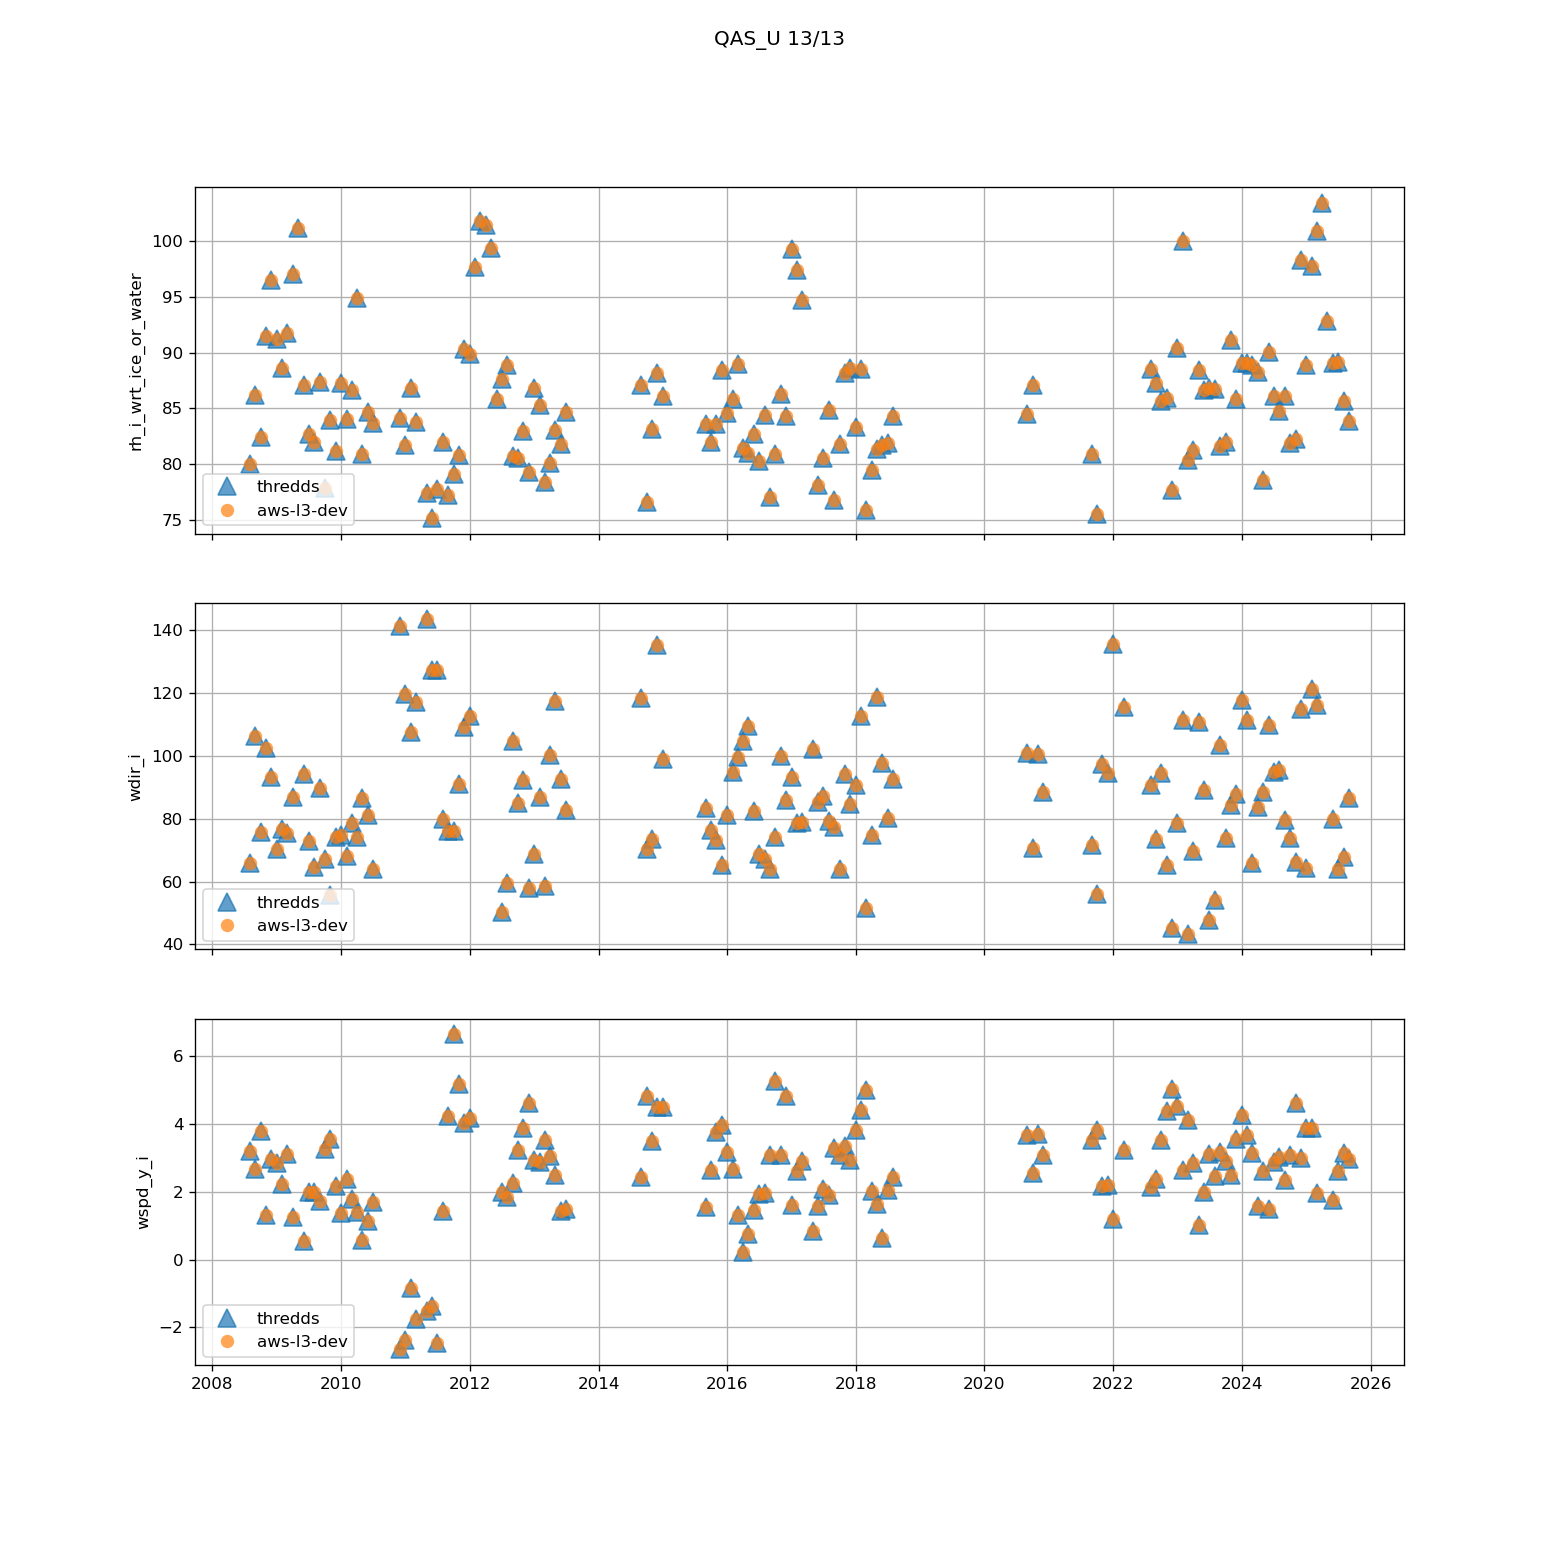 QAS_U 13/13
100
95
90
85
80
75
rh_i_wrt_ice_or_water
thredds
aws-l3-dev
140
120
100
80
60
40
wdir_i
thredds
aws-l3-dev
6
4
2
0
−2
wspd_y_i
thredds
aws-l3-dev
2008 2010 2012 2014 2016 2018 2020 2022 2024 2026